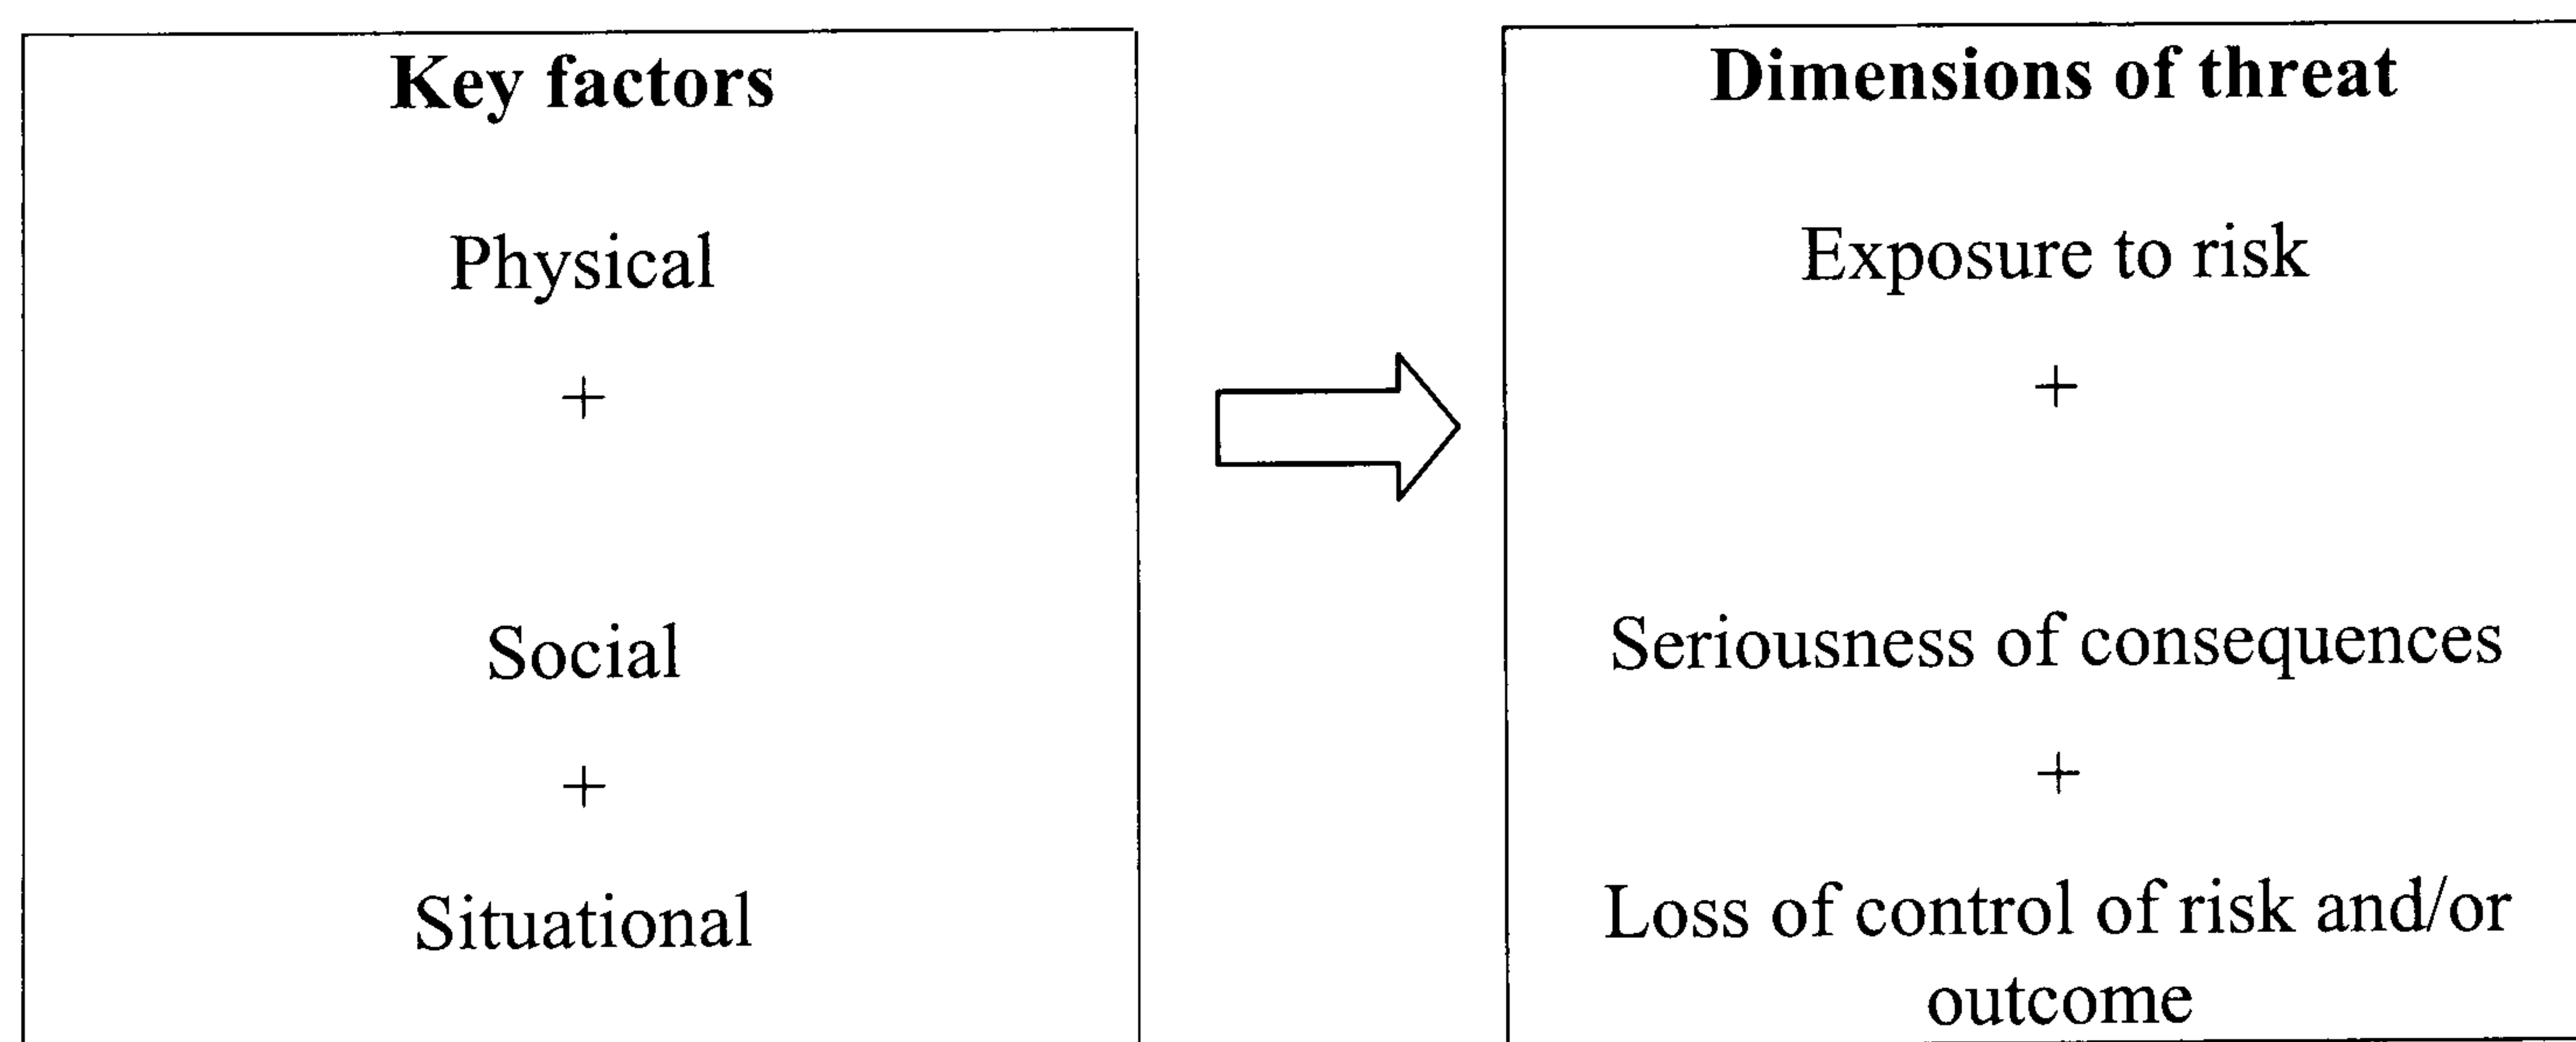 Key factors
Physical
+
Social
+
Situational
Dimensions of threat
Exposure to risk
+
Seriousness of consequences
+
Loss of control of risk and/or
outcome